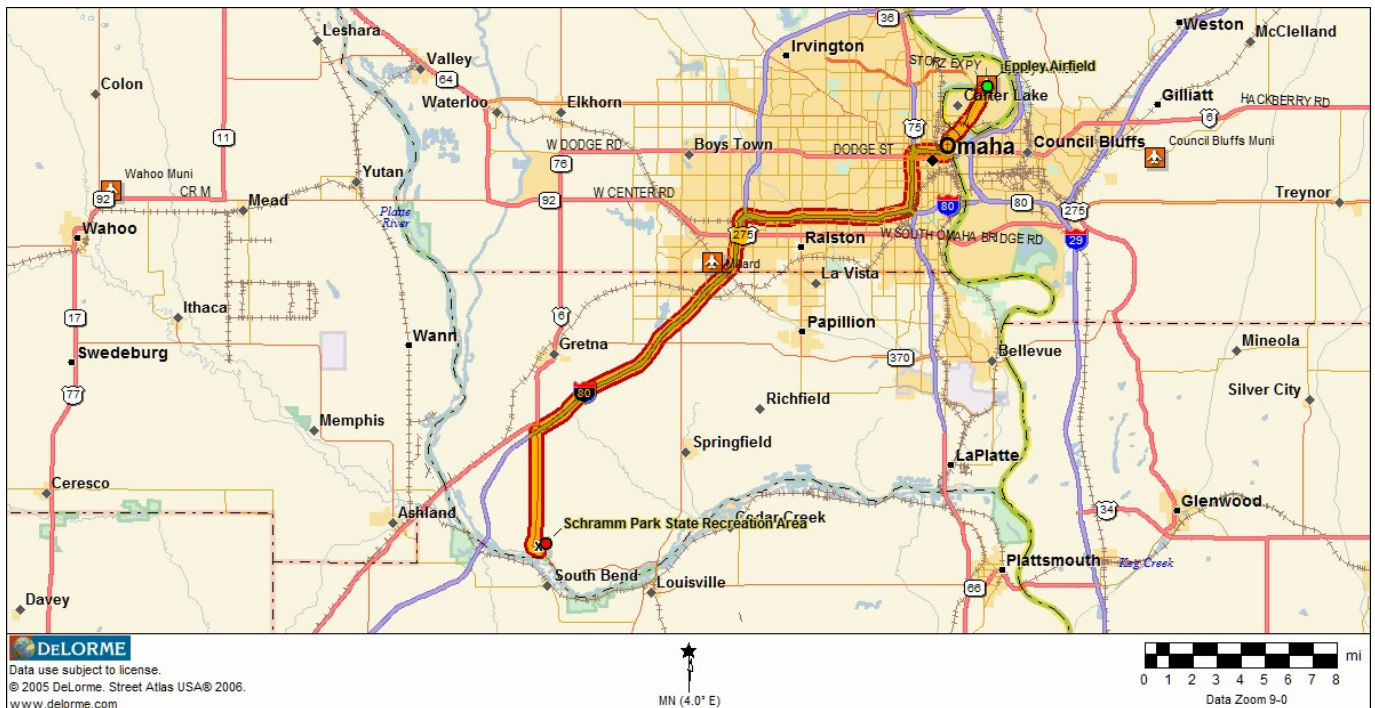 Leshara
Valley
64
Colon
Waterloo
Elkhorn
11
W DODGE RD
76
Boys Town
Irvington
36
STORZ EXPY
Eppley Airfield
Carter Lake
75
DODGE ST
Omaha
Council Bluffs
Weston
McClelland
Gilliatt
HACKBERRY RD
6
Council Bluffs Muni
Treynor
Wahoo Muni
92
CR M
Mead
Yutan
Platte
River
92
W CENTER RD
Wahoo
275
Ralston
80
80
275
29
W SOUTH OMAHA BRIDGE RD
Millard
La Vista
Ithaca
17
Swedeburg
77
Wann
6
Gretna
Papillion
370
Bellevue
Mineola
Silver City
80
Richfield
Memphis
Springfield
LaPlatte
Ceresco
Ashland
Schramm Park State Recreation Area
X
Cedar Creek
34
Glenwood
South Bend
Louisville
Plattsmouth
Keg Creek
66
Davey
DELORME
Data use subject to license.
© 2005 DeLorme. Street Atlas USA® 2006.
www.delorme.com
MN (4.0° E)
mi
0 1 2 3 4 5 6 7 8
Data Zoom 9-0